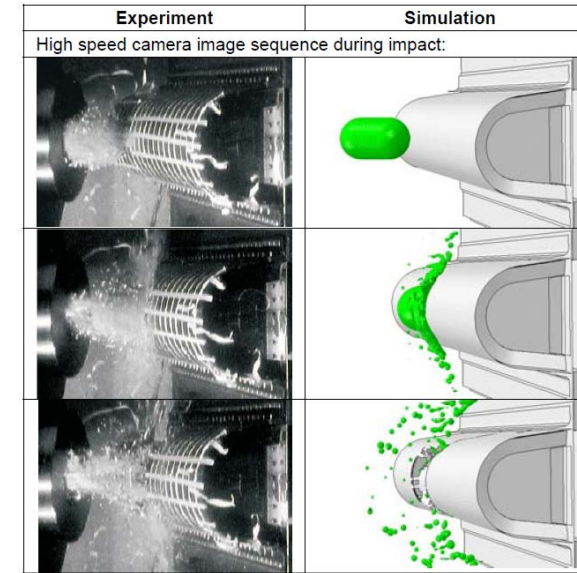 Experiment
Simulation
High speed camera image sequence during impact: